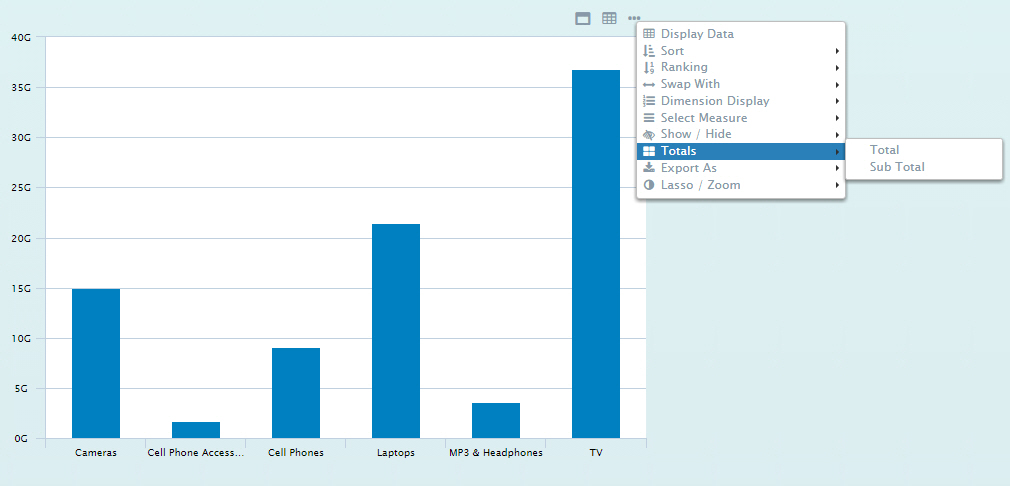 Display Data
Sort
Ranking
Swap With
Dimension Display
Select Measure
Show / Hide
Totals
Export As
Lasso / Zoom
Total
Sub Total
40G
35G
30G
25G
20G
15G
10G
5G
0G
Cameras
Cell Phone Access...
Cell Phones
Laptops
MP3 & Headphones
TV